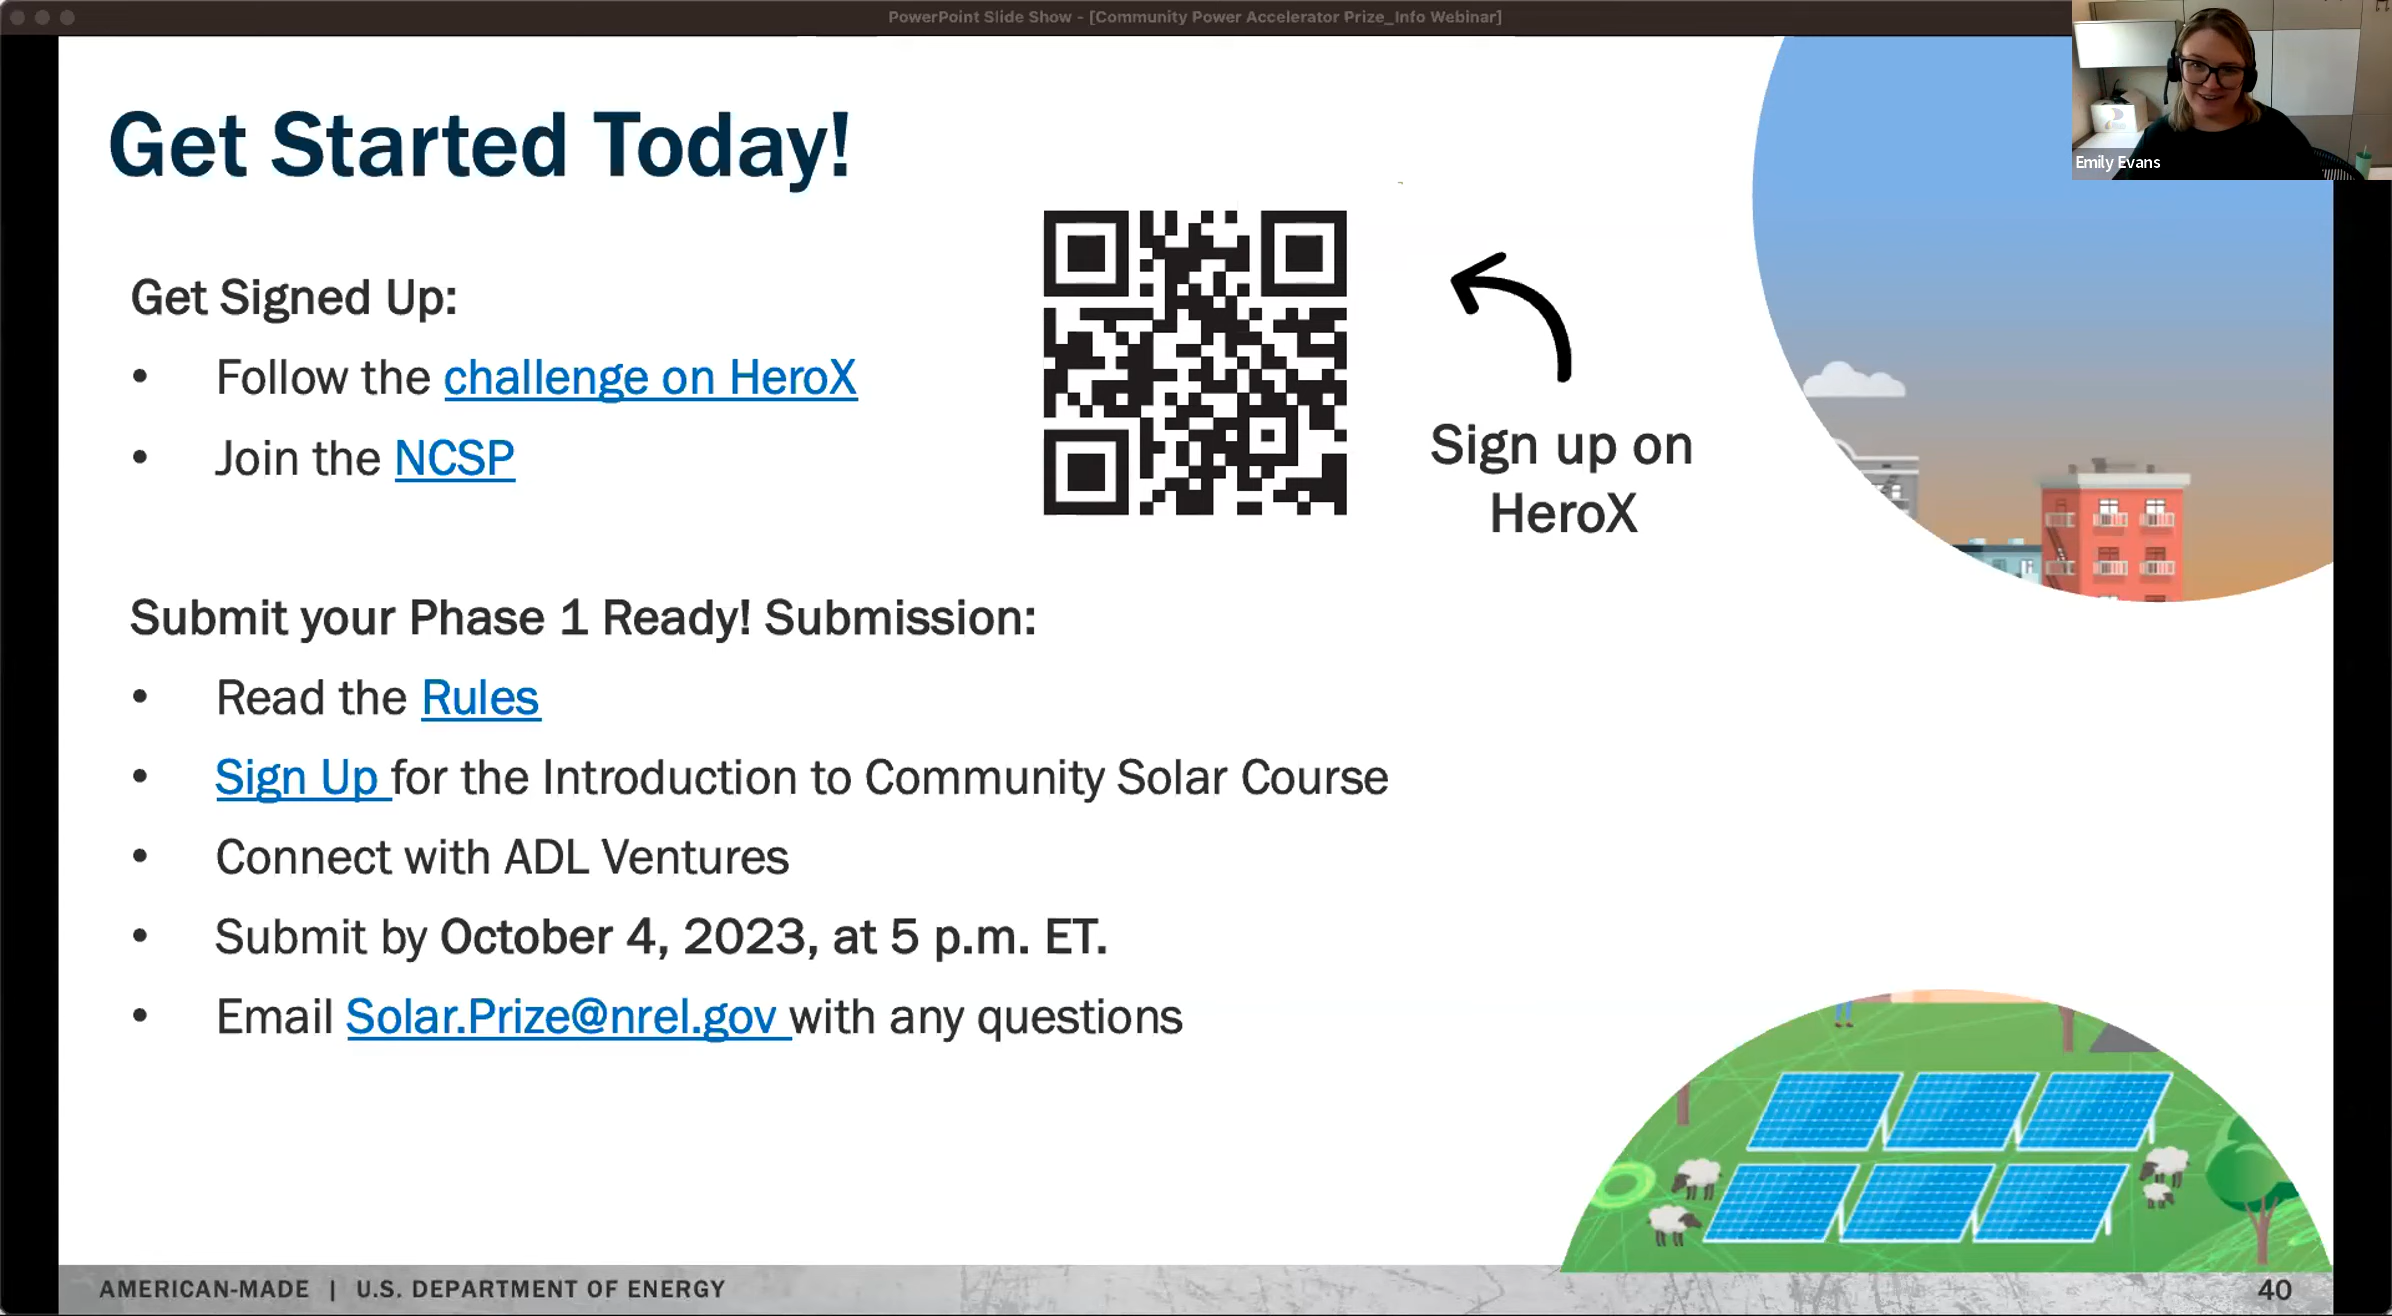 PowerPoint Slide Show - [Community Power Accelerator Prize_Info Webinar]
Emily Evans
Get Started Today!
Get Signed Up:
• Follow the challenge on HeroX
• Join the NCSP
Sign up on
HeroX
Submit your Phase 1 Ready! Submission:
• Read the Rules
• Sign Up for the Introduction to Community Solar Course
• Connect with ADL Ventures
• Submit by October 4, 2023, at 5 p.m. ET.
• Email Solar.Prize@nrel.gov with any questions
AMERICAN-MADE | U.S. DEPARTMENT OF ENERGY
40